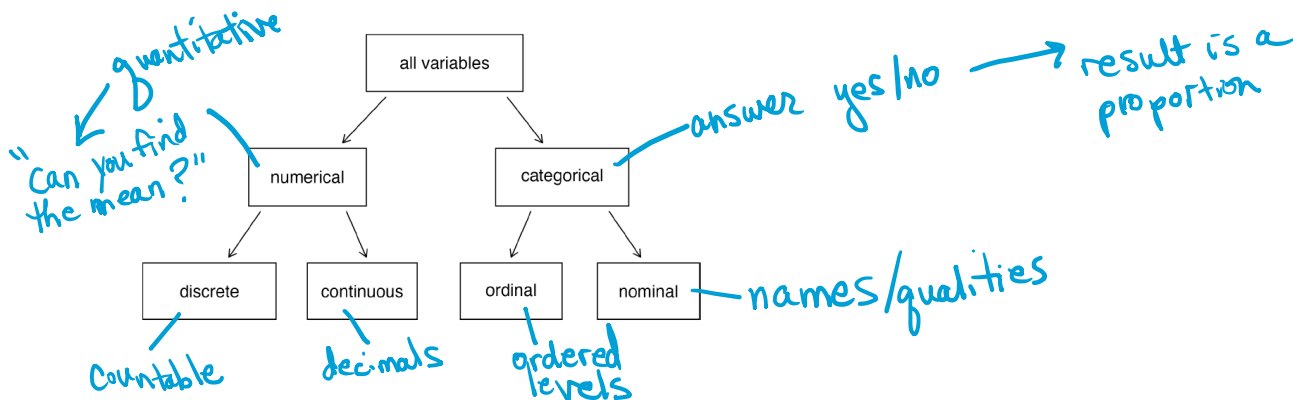 quantitative
all variables
answer yes/no
result is a
proportion
"Can you find
the mean?"
numerical
categorical
discrete
continuous
ordinal
nominal
names/qualities
countable
decimals
ordered
levels